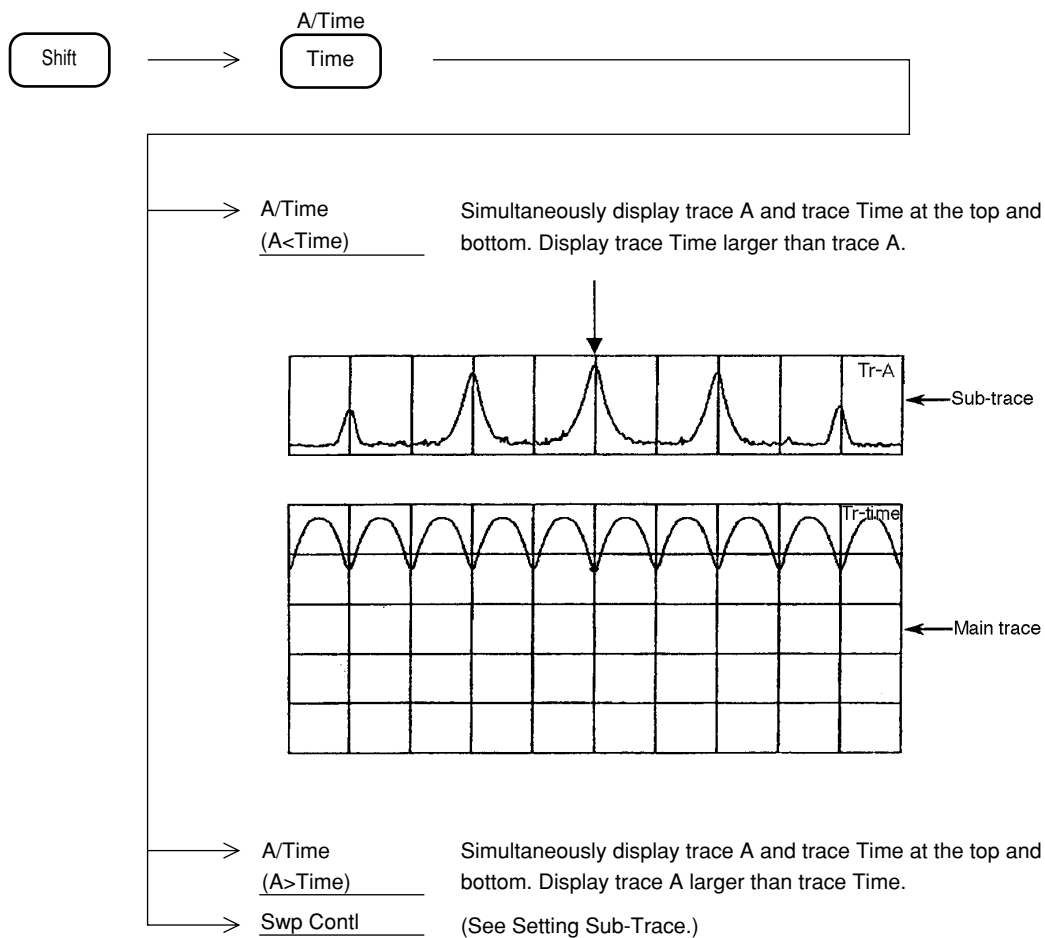 A/Time
Shift
Time
A/Time
(A<Time)
Simultaneously display trace A and trace Time at the top and
bottom. Display trace Time larger than trace A.
Tr-A
Sub-trace
Tr-time
Main trace
A/Time
(A>Time)
Simultaneously display trace A and trace Time at the top and
bottom. Display trace A larger than trace Time.
Swp Contl
(See Setting Sub-Trace.)